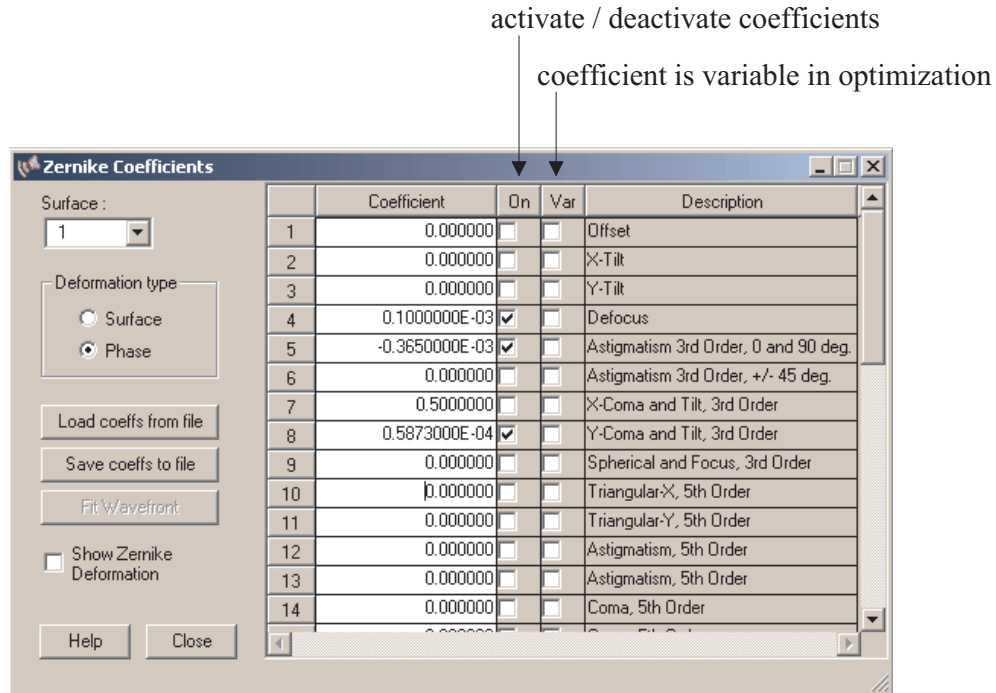 activate / deactivate coefficients
coefficient is variable in optimization
Zernike Coefficients
Surface :
1
Deformation type
Surface
Phase
Load coeffs from file
Save coeffs to file
Fit Wavefront
Show Zernike
Deformation
Help Close
Coefficient On Var Description
1 0.000000 Offset
2 0.000000 X-Tilt
3 0.000000 Y-Tilt
4 0.1000000E-03 Defocus
5 -0.3650000E-03 Astigmatism 3rd Order, 0 and 90 deg.
6 0.000000 Astigmatism 3rd Order, +/- 45 deg.
7 0.5000000 X-Coma and Tilt, 3rd Order
8 0.5873000E-04 Y-Coma and Tilt, 3rd Order
9 0.000000 Spherical and Focus, 3rd Order
10 0.000000 Triangular-X, 5th Order
11 0.000000 Triangular-Y, 5th Order
12 0.000000 Astigmatism, 5th Order
13 0.000000 Astigmatism, 5th Order
14 0.000000 Coma, 5th Order